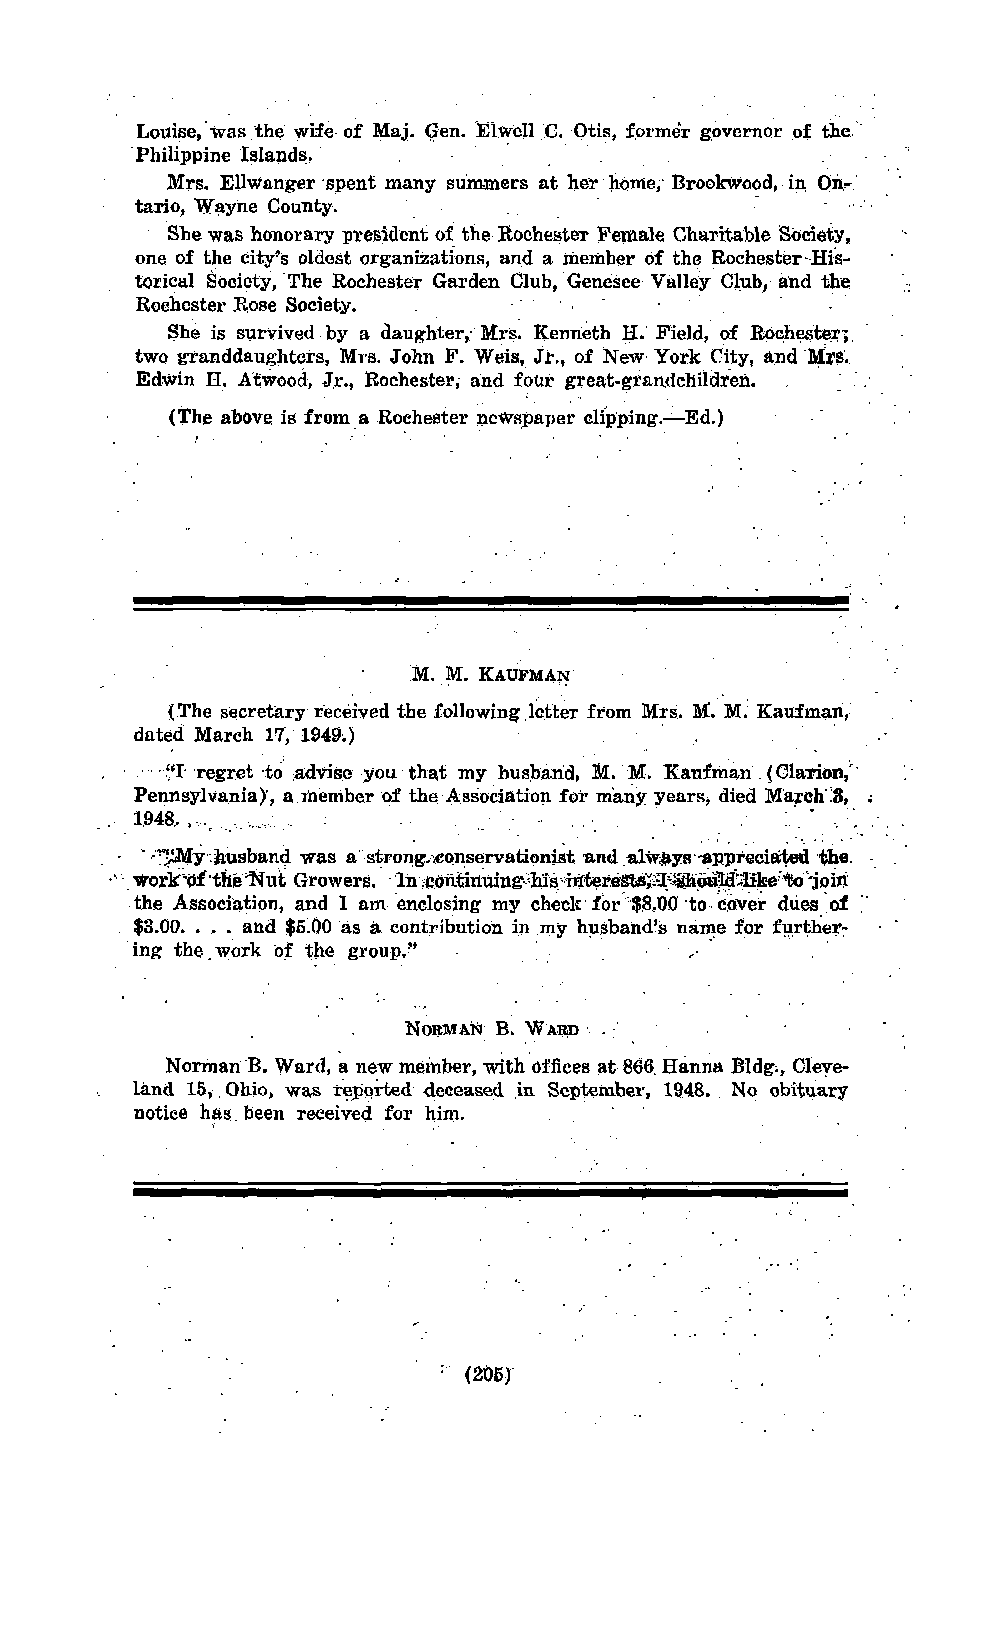 Louise, was the wife of Maj. Gen. Elwell C. Otis, former governor of the
Philippine Islands.
Mrs. Ellwanger spent many summers at her home, Brookwood, in On-
tario, Wayne County.
She was honorary president of the Rochester Female Charitable Society,
one of the city's oldest organizations, and a member of the Rochester His-
torical Society, The Rochester Garden Club, Genesee Valley Club, and the
Rochester Rose Society.
She is survived by a daughter, Mrs. Kenneth H. Field, of Rochester;
two granddaughters, Mrs. John F. Weis, Jr., of New York City, and Mrs.
Edwin H. Atwood, Jr., Rochester, and four great-grandchildren.
(The above is from a Rochester newspaper clipping.—Ed.)
M. M. KAUFMAN
(The secretary received the following letter from Mrs. M. M. Kaufman,
dated March 17, 1949.)
"I regret to advise you that my husband, M. M. Kaufman (Clarion,
Pennsylvania), a member of the Association for many years, died March 3,
1948.
"My husband was a strong conservationist and always appreciated the
work of the Nut Growers. In continuing his interests, I should like to join
the Association, and I am enclosing my check for $8.00 to cover dues of
$3.00. . . . and $5.00 as a contribution in my husband's name for further-
ing the work of the group."
NORMAN B. WARD
Norman B. Ward, a new member, with offices at 866 Hanna Bldg., Cleve-
land 15, Ohio, was reported deceased in September, 1948. No obituary
notice has been received for him.
(205)